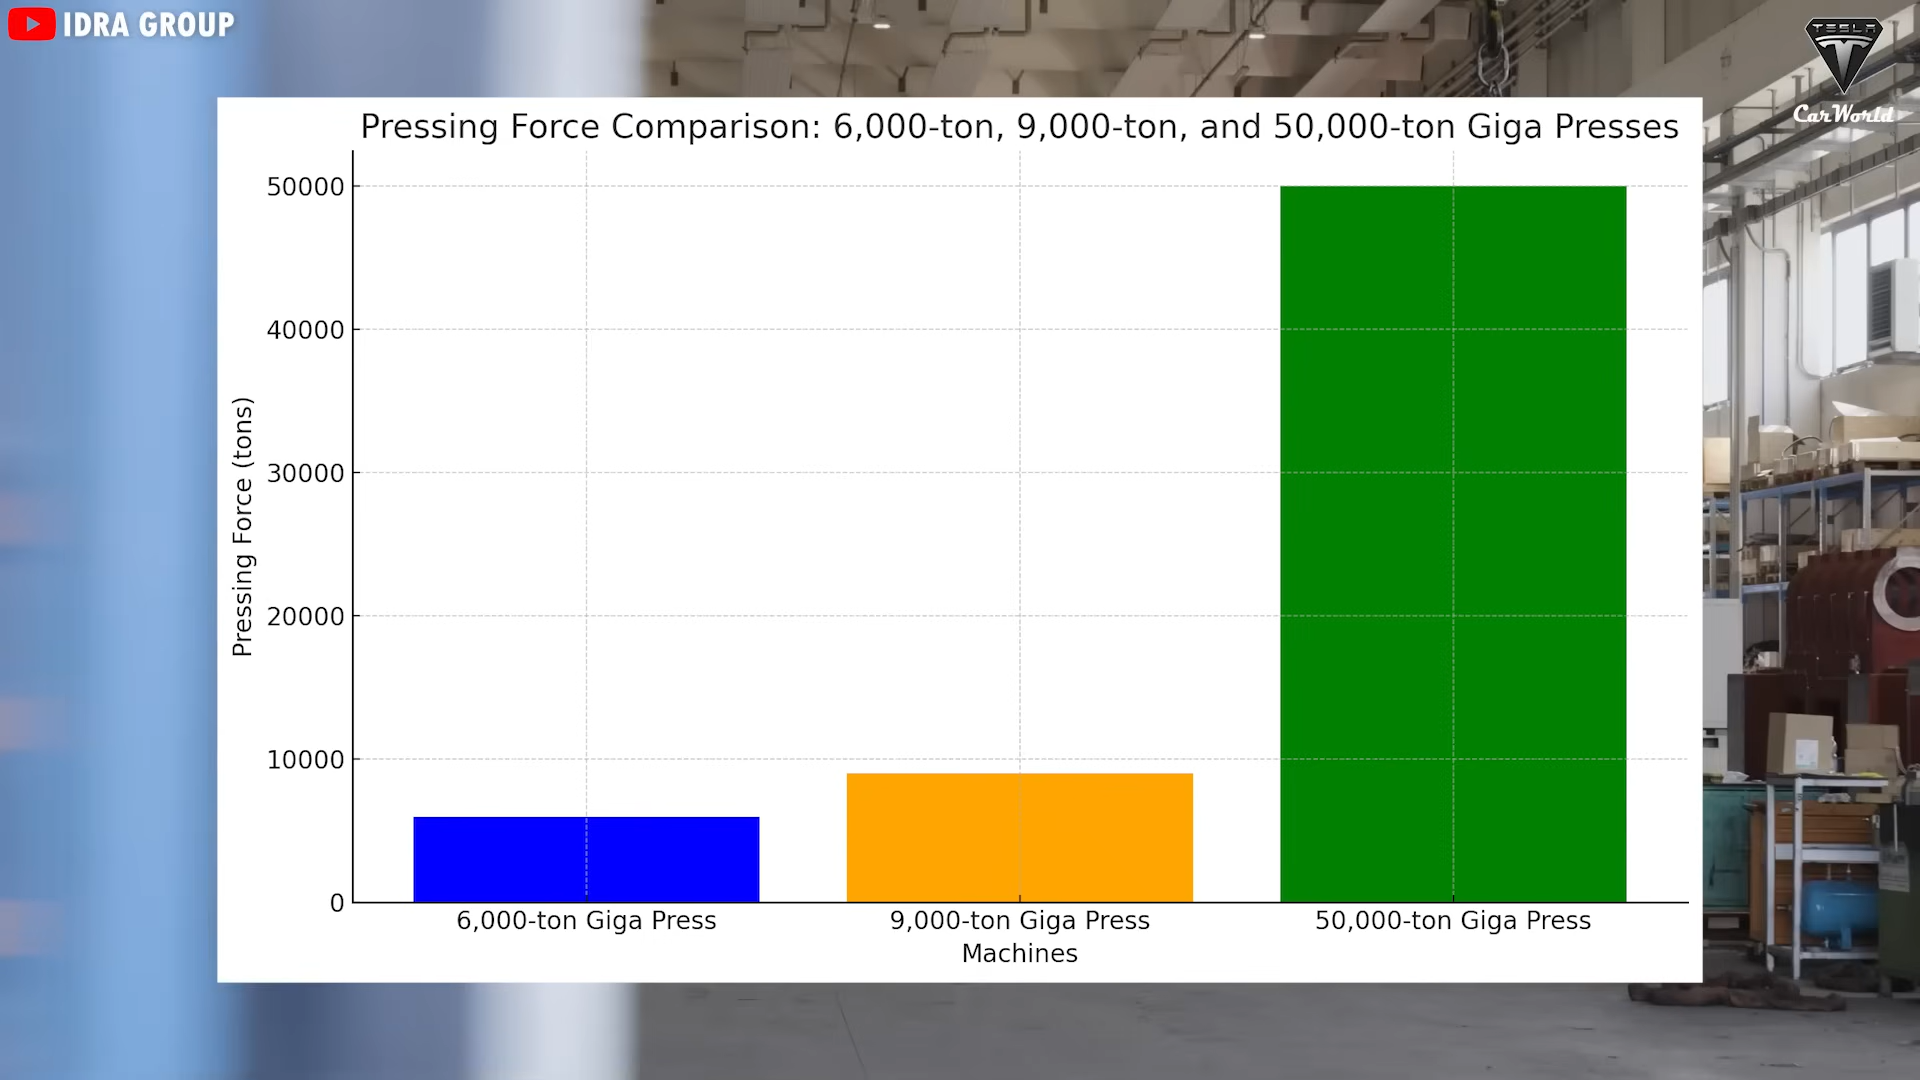 IDRA GROUP
TESLA
CarWorld
Pressing Force Comparison: 6,000-ton, 9,000-ton, and 50,000-ton Giga Presses
50000
40000
30000
20000
10000
0
Pressing Force (tons)
6,000-ton Giga Press
9,000-ton Giga Press
50,000-ton Giga Press
Machines